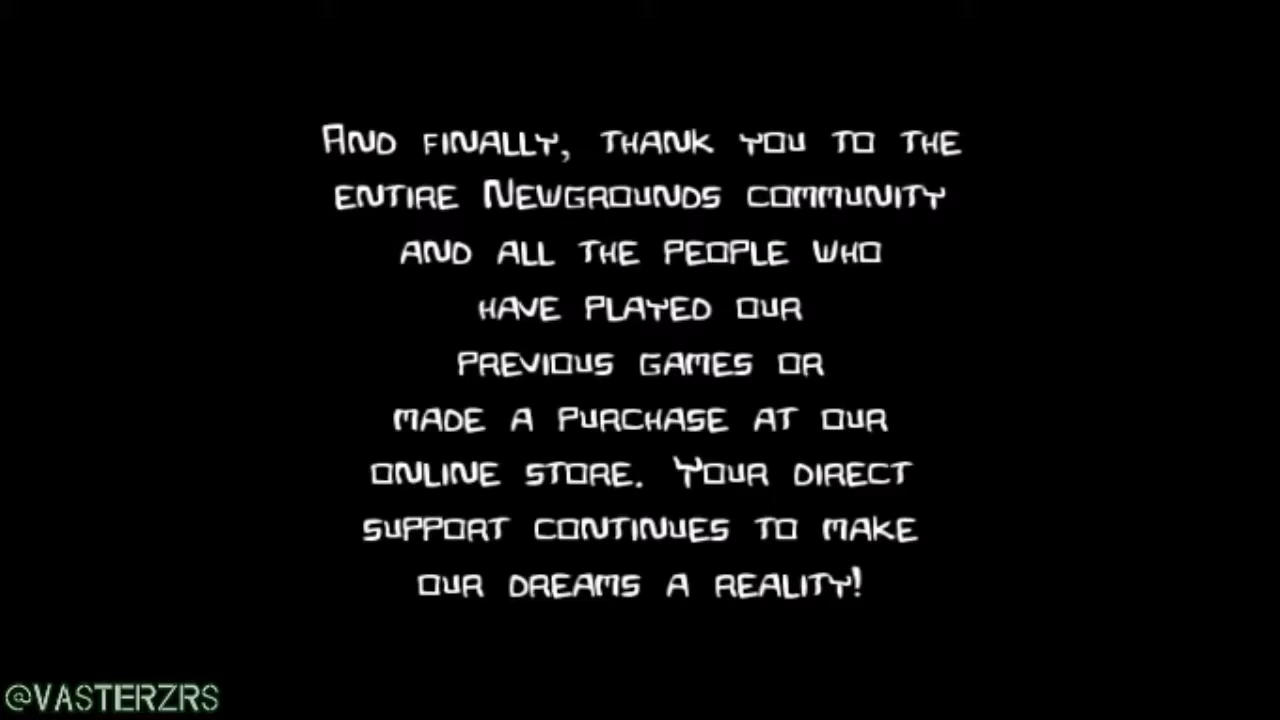 And finally, thank you to the
entire Newgrounds community
and all the people who
have played our
previous games or
made a purchase at our
online store. Your direct
support continues to make
our dreams a reality!
@VASTERZRS